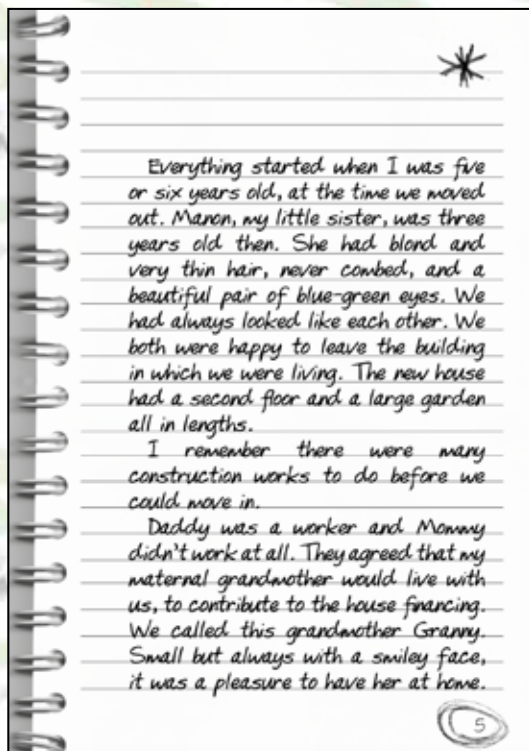 Everything started when I was five
or six years old, at the time we moved
out. Manon, my little sister, was three
years old then. She had blond and
very thin hair, never combed, and a
beautiful pair of blue-green eyes. We
had always looked like each other. We
both were happy to leave the building
in which we were living. The new house
had a second floor and a large garden
all in lengths.
I remember there were many
construction works to do before we
could move in.
Daddy was a worker and Mommy
didn't work at all. They agreed that my
maternal grandmother would live with
us, to contribute to the house financing.
We called this grandmother Granny.
Small but always with a smiley face,
it was a pleasure to have her at home.
5